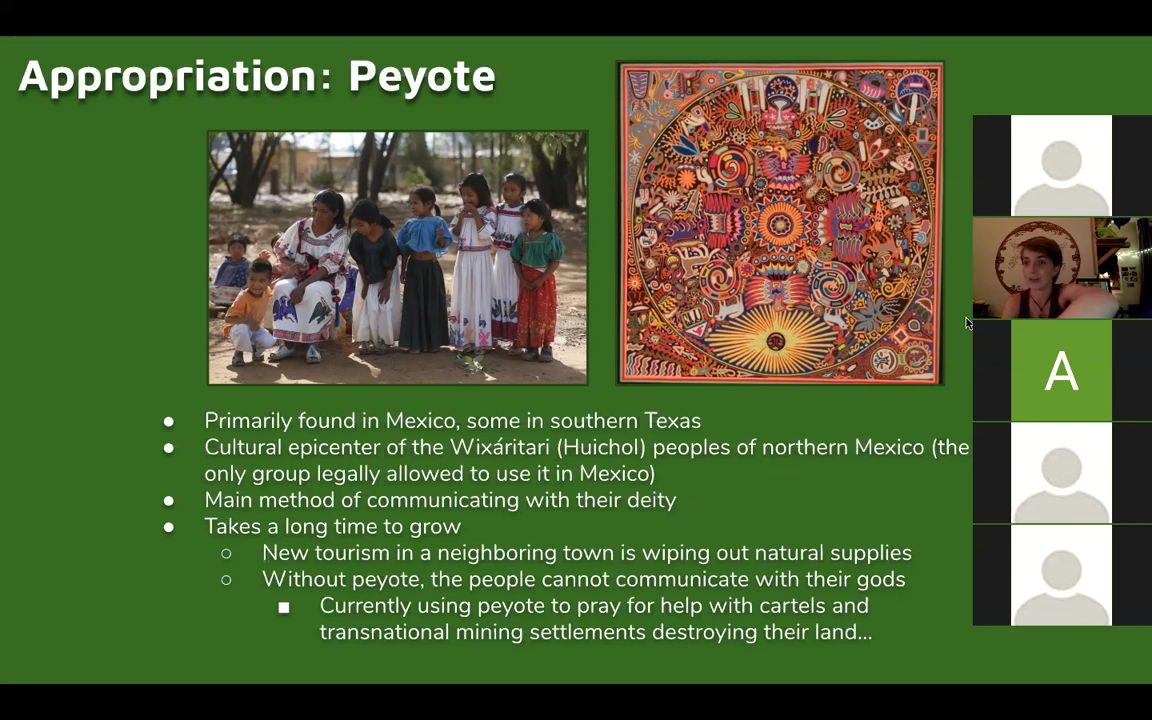 Appropriation: Peyote
● Primarily found in Mexico, some in southern Texas
● Cultural epicenter of the Wixáritari (Huichol) peoples of northern Mexico (the
only group legally allowed to use it in Mexico)
● Main method of communicating with their deity
● Takes a long time to grow
○ New tourism in a neighboring town is wiping out natural supplies
○ Without peyote, the people cannot communicate with their gods
■ Currently using peyote to pray for help with cartels and
transnational mining settlements destroying their land...
A